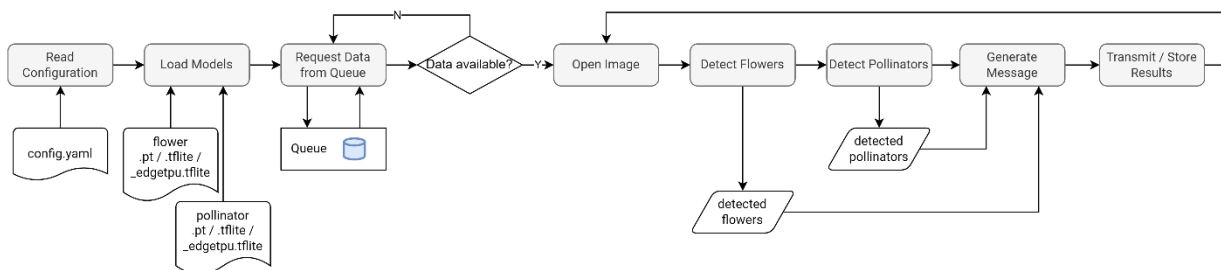 N
Read
Configuration
Load Models
Request Data
from Queue
Data available?
Y
Open Image
Detect Flowers
Detect Pollinators
Generate
Message
Transmit / Store
Results
config.yaml
flower
.pt / .tflite /
_edgetpu.tflite
Queue
detected
pollinators
detected
flowers
pollinator
.pt / .tflite /
_edgetpu.tflite